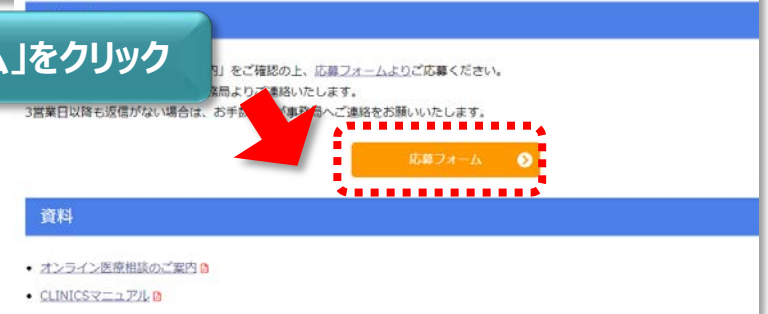 」をクリック
内」をご確認の上、応募フォームよりご応募ください。
務局よりご連絡いたします。
3営業日以降も返信がない場合は、お手数 が事務局へご連絡をお願いいたします。
応募フォーム
資料
• オンライン医療相談のご案内
• CLINICSマニュアル